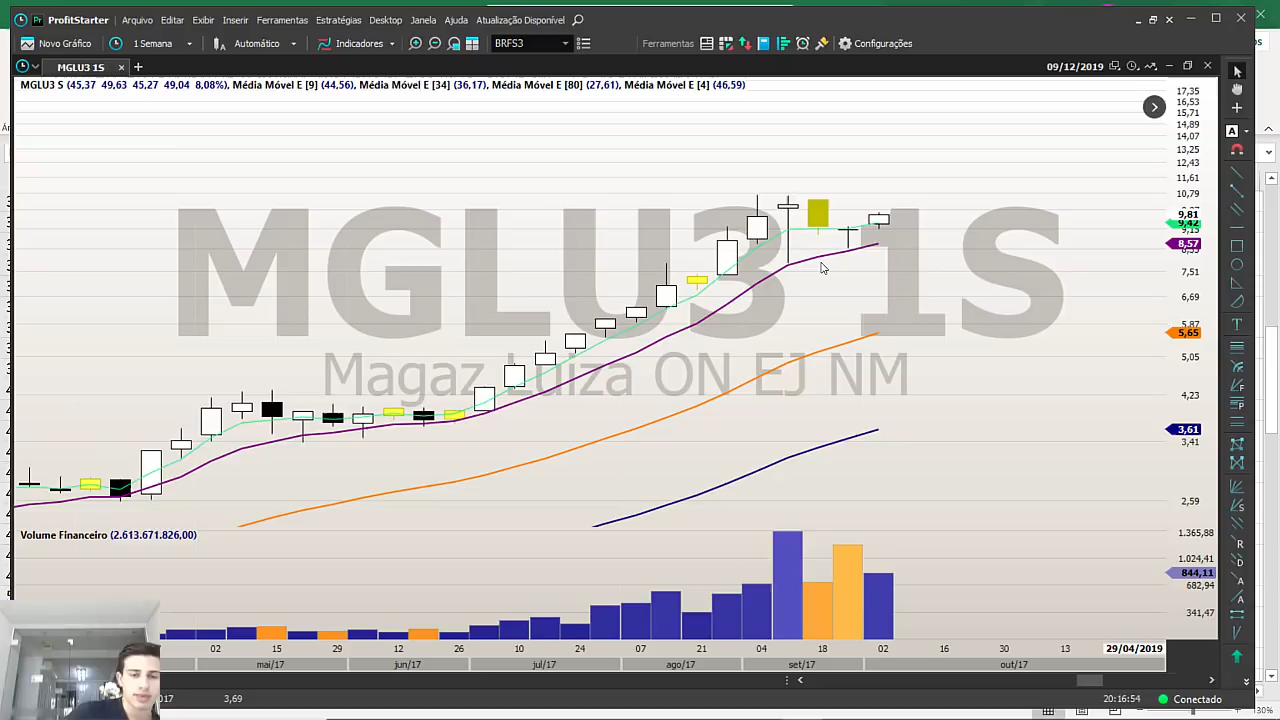 ProfitStarter Arquivo Editar Exibir Inserir Ferramentas Estratégias Desktop Janela Ajuda Atualização Disponível
Novo Gráfico 1 Semana Automático Indicadores BRFS3 Ferramentas Configurações
MGLU3 1S 09/12/2019
MGLU3 S (45,37 49,63 45,27 49,04 8,08%), Média Móvel E [9] (44,56), Média Móvel E [34] (36,17), Média Móvel E [80] (27,61), Média Móvel E [4] (46,59)
17,35
16,53
15,71
14,89
14,07
13,25
12,43
11,61
10,79
9,81
9,42
9,15
8,57
7,51
6,69
5,87
5,65
5,05
4,23
3,61
3,41
2,59
MGLU3 1S
Magaz Luiza ON EJ NM
Volume Financeiro (2.613.671.826,00)
1.365,88
1.024,41
844,11
682,94
341,47
02 15 29 12 26 10 24 07 21 04 18 02 16 30 13 29/04/2019
mai/17 jun/17 jul/17 ago/17 set/17 out/17
017 3,69 20:16:54 Conectado
30%